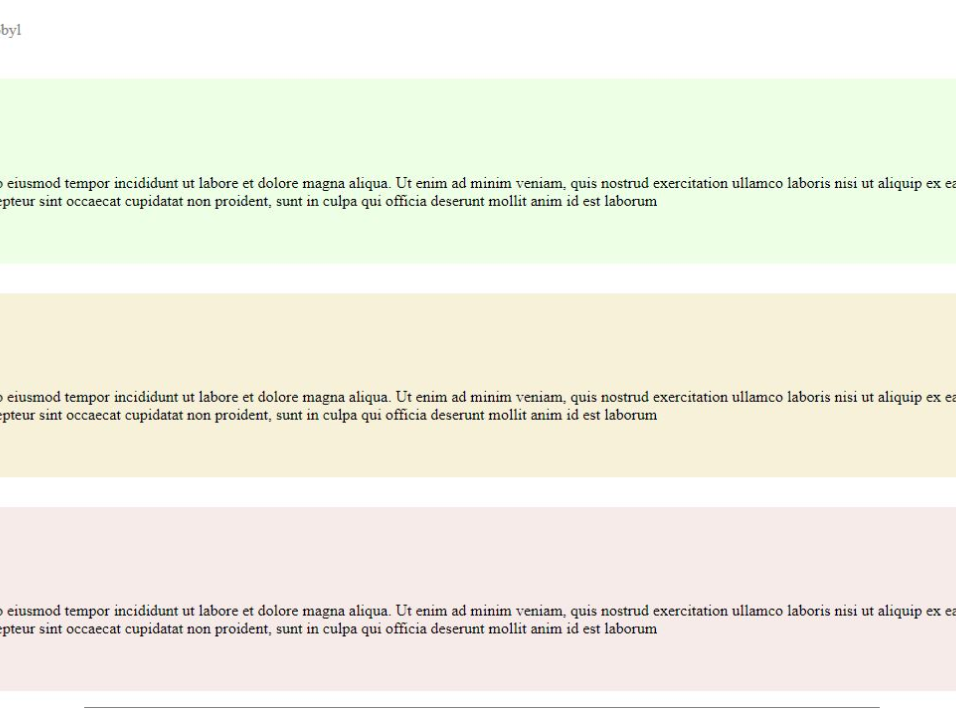 byl
eiusmod tempor incididunt ut labore et dolore magna aliqua. Ut enim ad minim veniam, quis nostrud exercitation ullamco laboris nisi ut aliquip ex ea
epteur sint occaecat cupidatat non proident, sunt in culpa qui officia deserunt mollit anim id est laborum
eiusmod tempor incididunt ut labore et dolore magna aliqua. Ut enim ad minim veniam, quis nostrud exercitation ullamco laboris nisi ut aliquip ex ea
epteur sint occaecat cupidatat non proident, sunt in culpa qui officia deserunt mollit anim id est laborum
eiusmod tempor incididunt ut labore et dolore magna aliqua. Ut enim ad minim veniam, quis nostrud exercitation ullamco laboris nisi ut aliquip ex ea
epteur sint occaecat cupidatat non proident, sunt in culpa qui officia deserunt mollit anim id est laborum